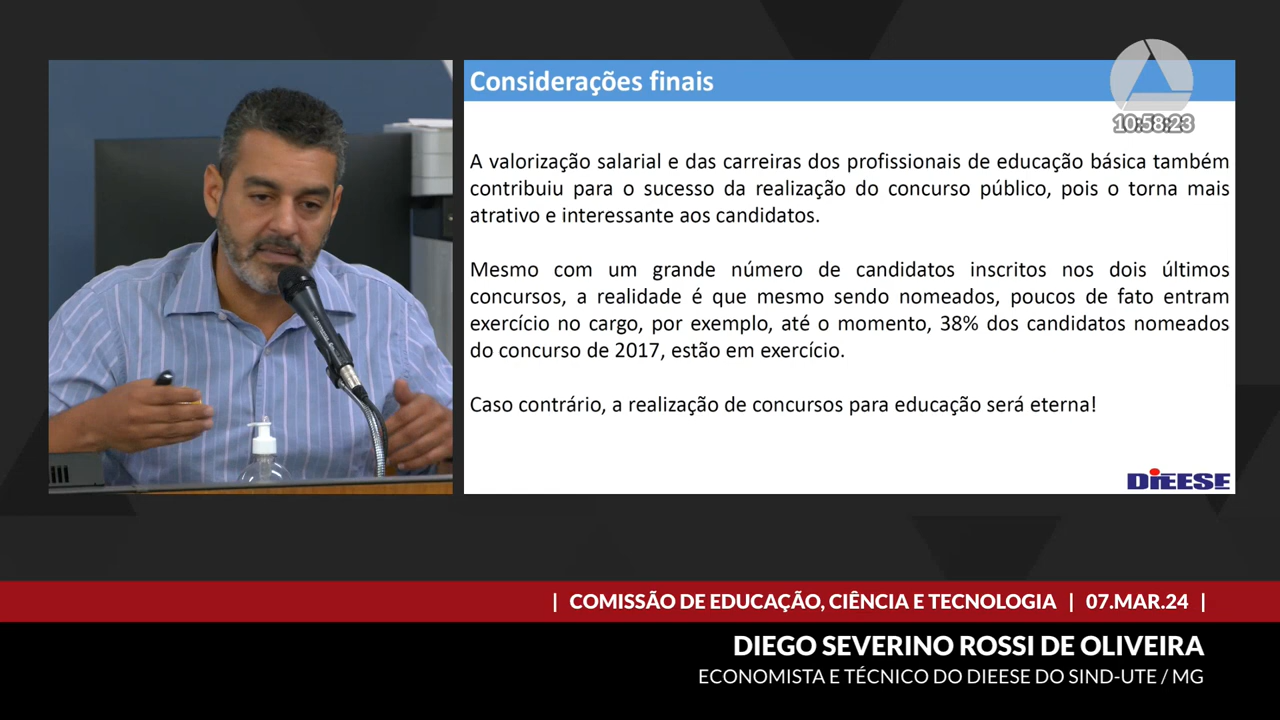 Considerações finais
10:58:23
A valorização salarial e das carreiras dos profissionais de educação básica também
contribuiu para o sucesso da realização do concurso público, pois o torna mais
atrativo e interessante aos candidatos.
Mesmo com um grande número de candidatos inscritos nos dois últimos
concursos, a realidade é que mesmo sendo nomeados, poucos de fato entram
exercício no cargo, por exemplo, até o momento, 38% dos candidatos nomeados
do concurso de 2017, estão em exercício.
Caso contrário, a realização de concursos para educação será eterna!
DIEESE
| COMISSÃO DE EDUCAÇÃO, CIÊNCIA E TECNOLOGIA | 07.MAR.24 |
DIEGO SEVERINO ROSSI DE OLIVEIRA
ECONOMISTA E TÉCNICO DO DIEESE DO SIND-UTE / MG